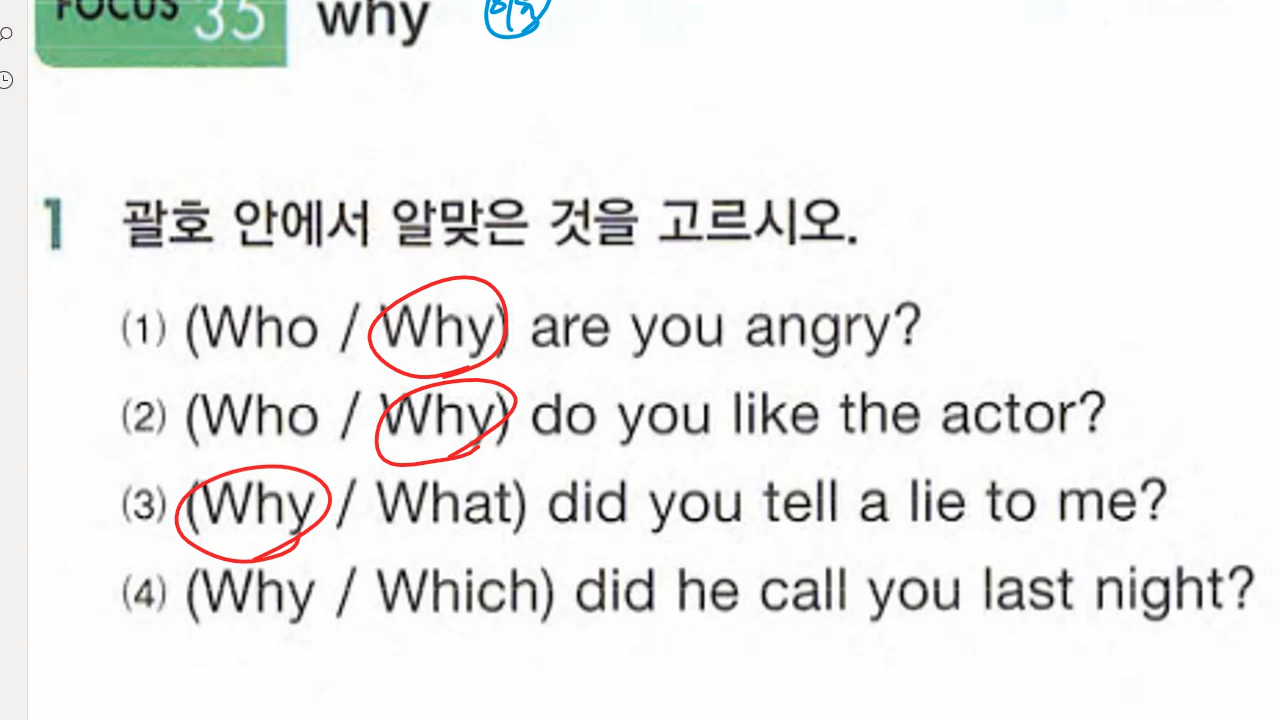 FOCUS 35 why
1 괄호 안에서 알맞은 것을 고르시오.
(1) (Who / Why) are you angry?
(2) (Who / Why) do you like the actor?
(3) (Why / What) did you tell a lie to me?
(4) (Why / Which) did he call you last night?